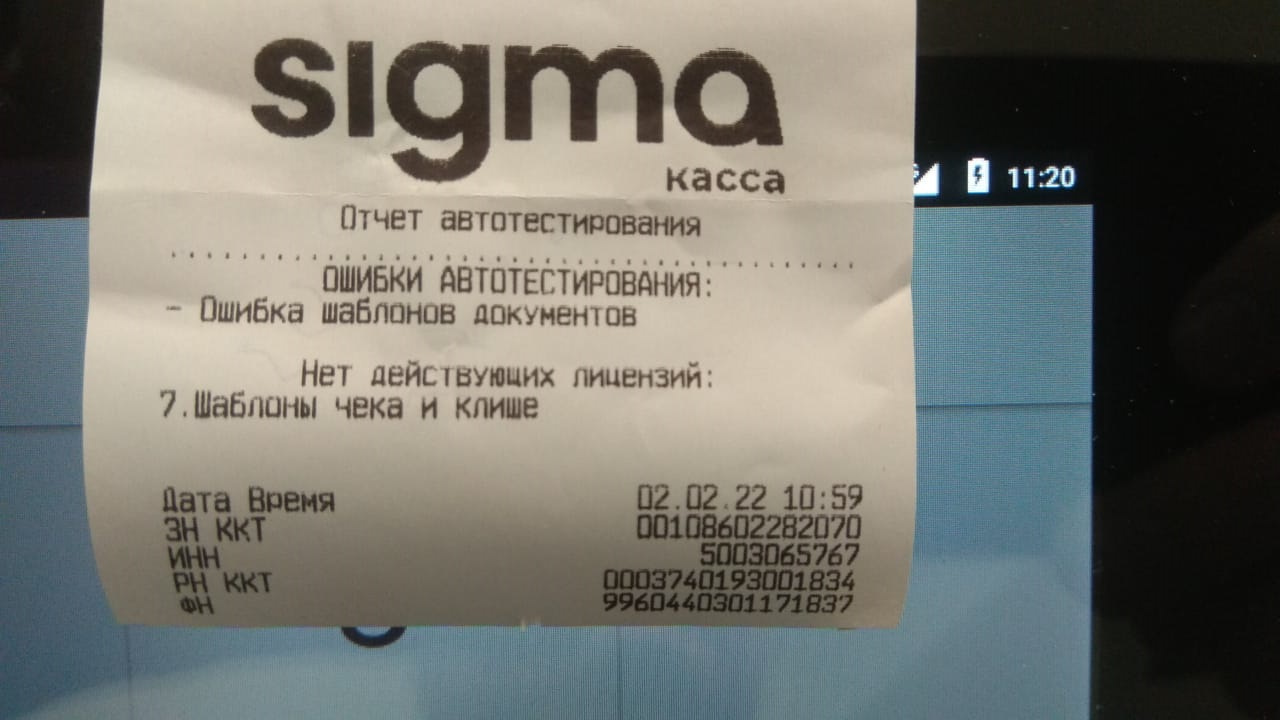 sigma
касса
11:20
Отчет автотестирования
ОШИБКИ АВТОТЕСТИРОВАНИЯ:
- Ошибка шаблонов документов
Нет действующих лицензий:
7.Шаблоны чека и клише
Дата Время 02.02.22 10:59
ЗН ККТ 00108602282070
ИНН 5003065767
РН ККТ 0003740193001834
ФН 9960440301171837